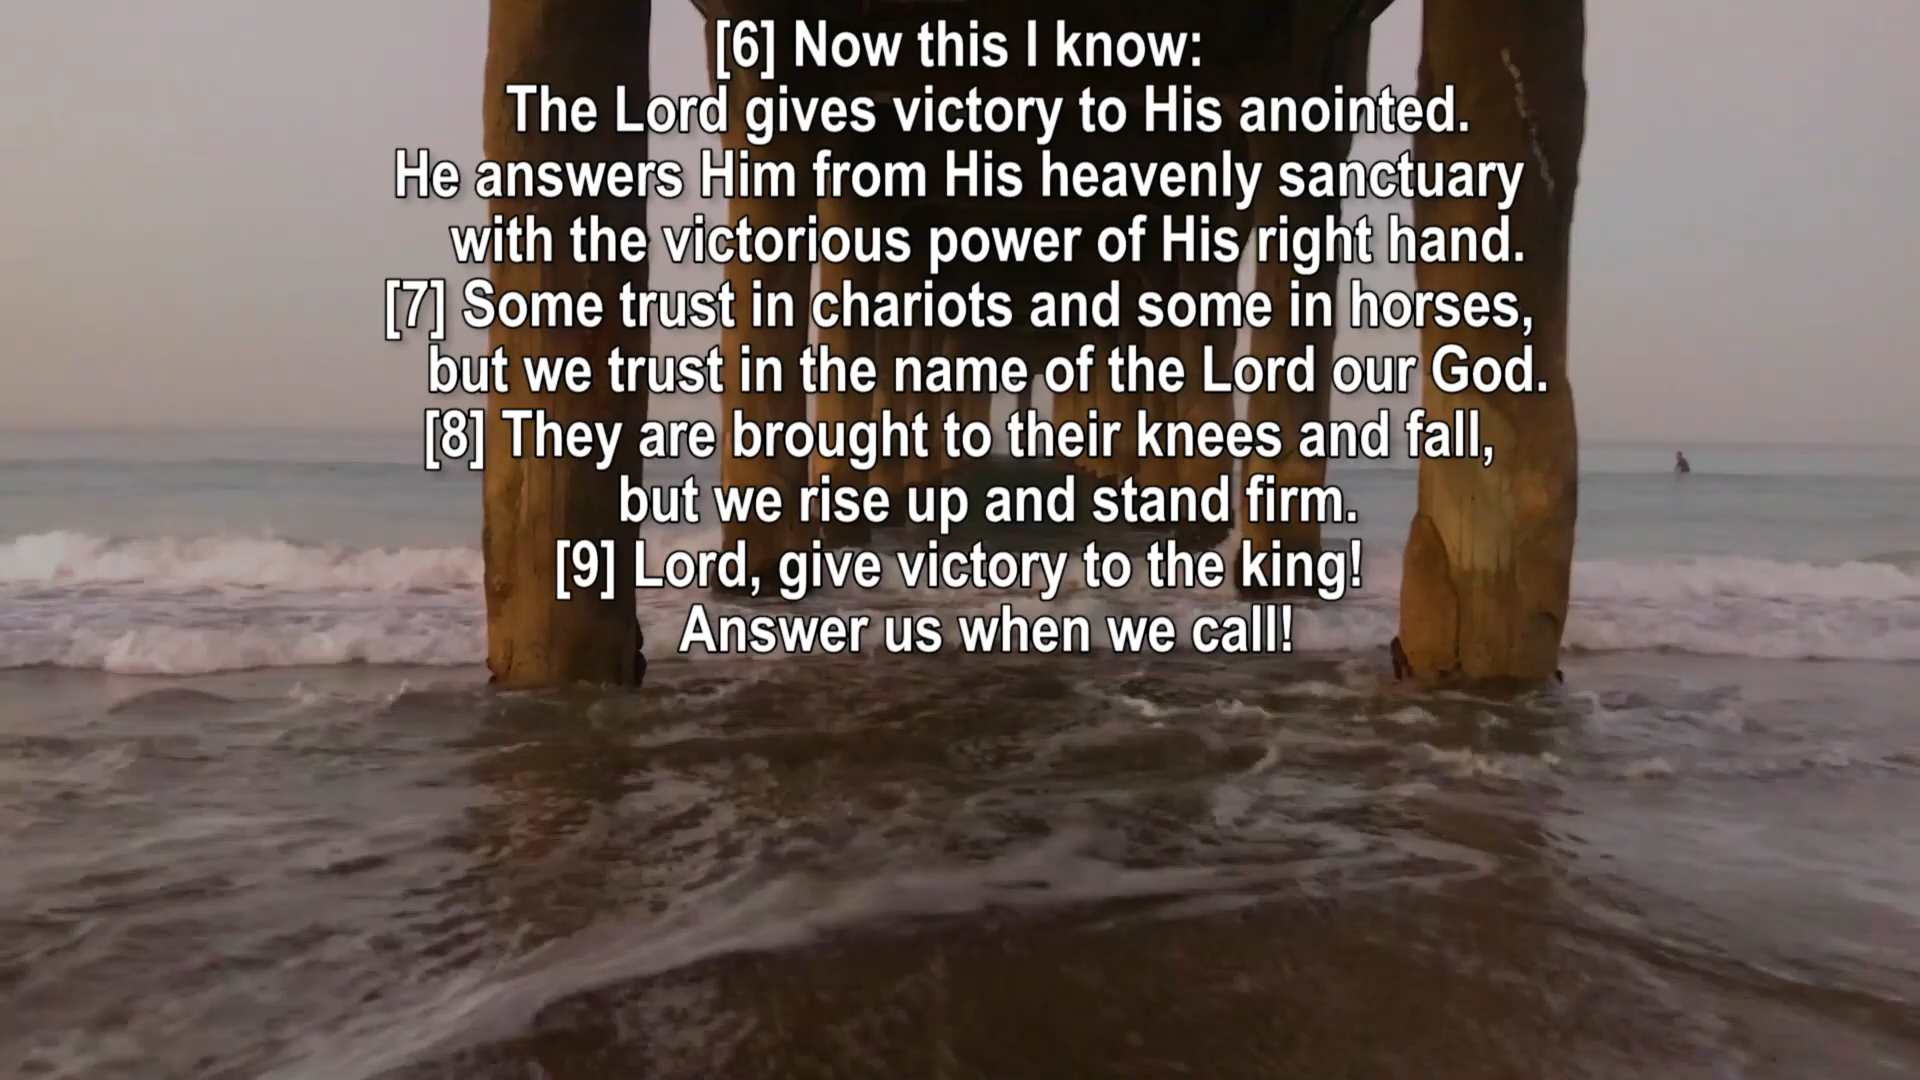 [6] Now this I know:
The Lord gives victory to His anointed.
He answers Him from His heavenly sanctuary
with the victorious power of His right hand.
[7] Some trust in chariots and some in horses,
but we trust in the name of the Lord our God.
[8] They are brought to their knees and fall,
but we rise up and stand firm.
[9] Lord, give victory to the king!
Answer us when we call!